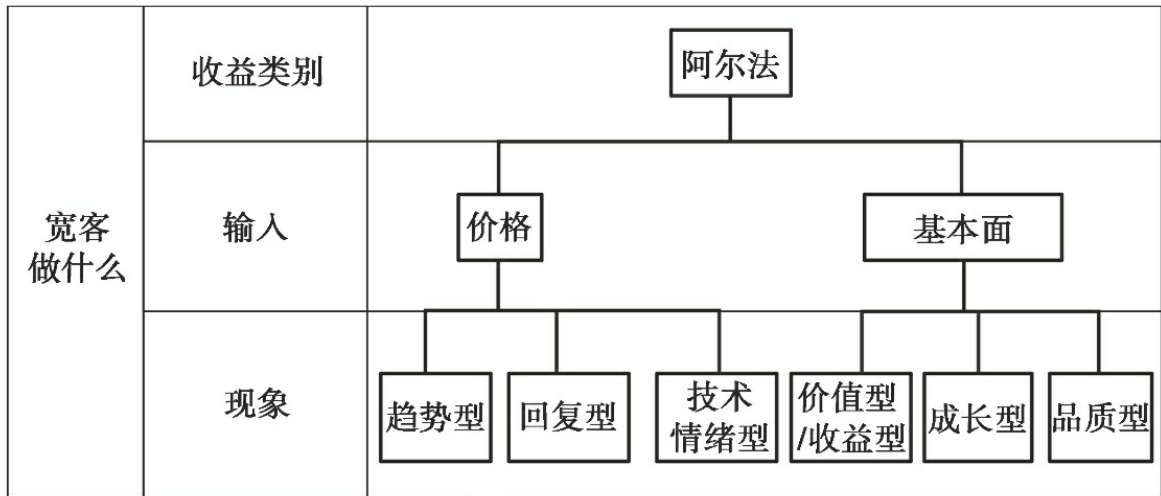 宽客
做什么
收益类别
阿尔法
输入
价格
基本面
现象
趋势型
回复型
技术
情绪型
价值型
/收益型
成长型
品质型